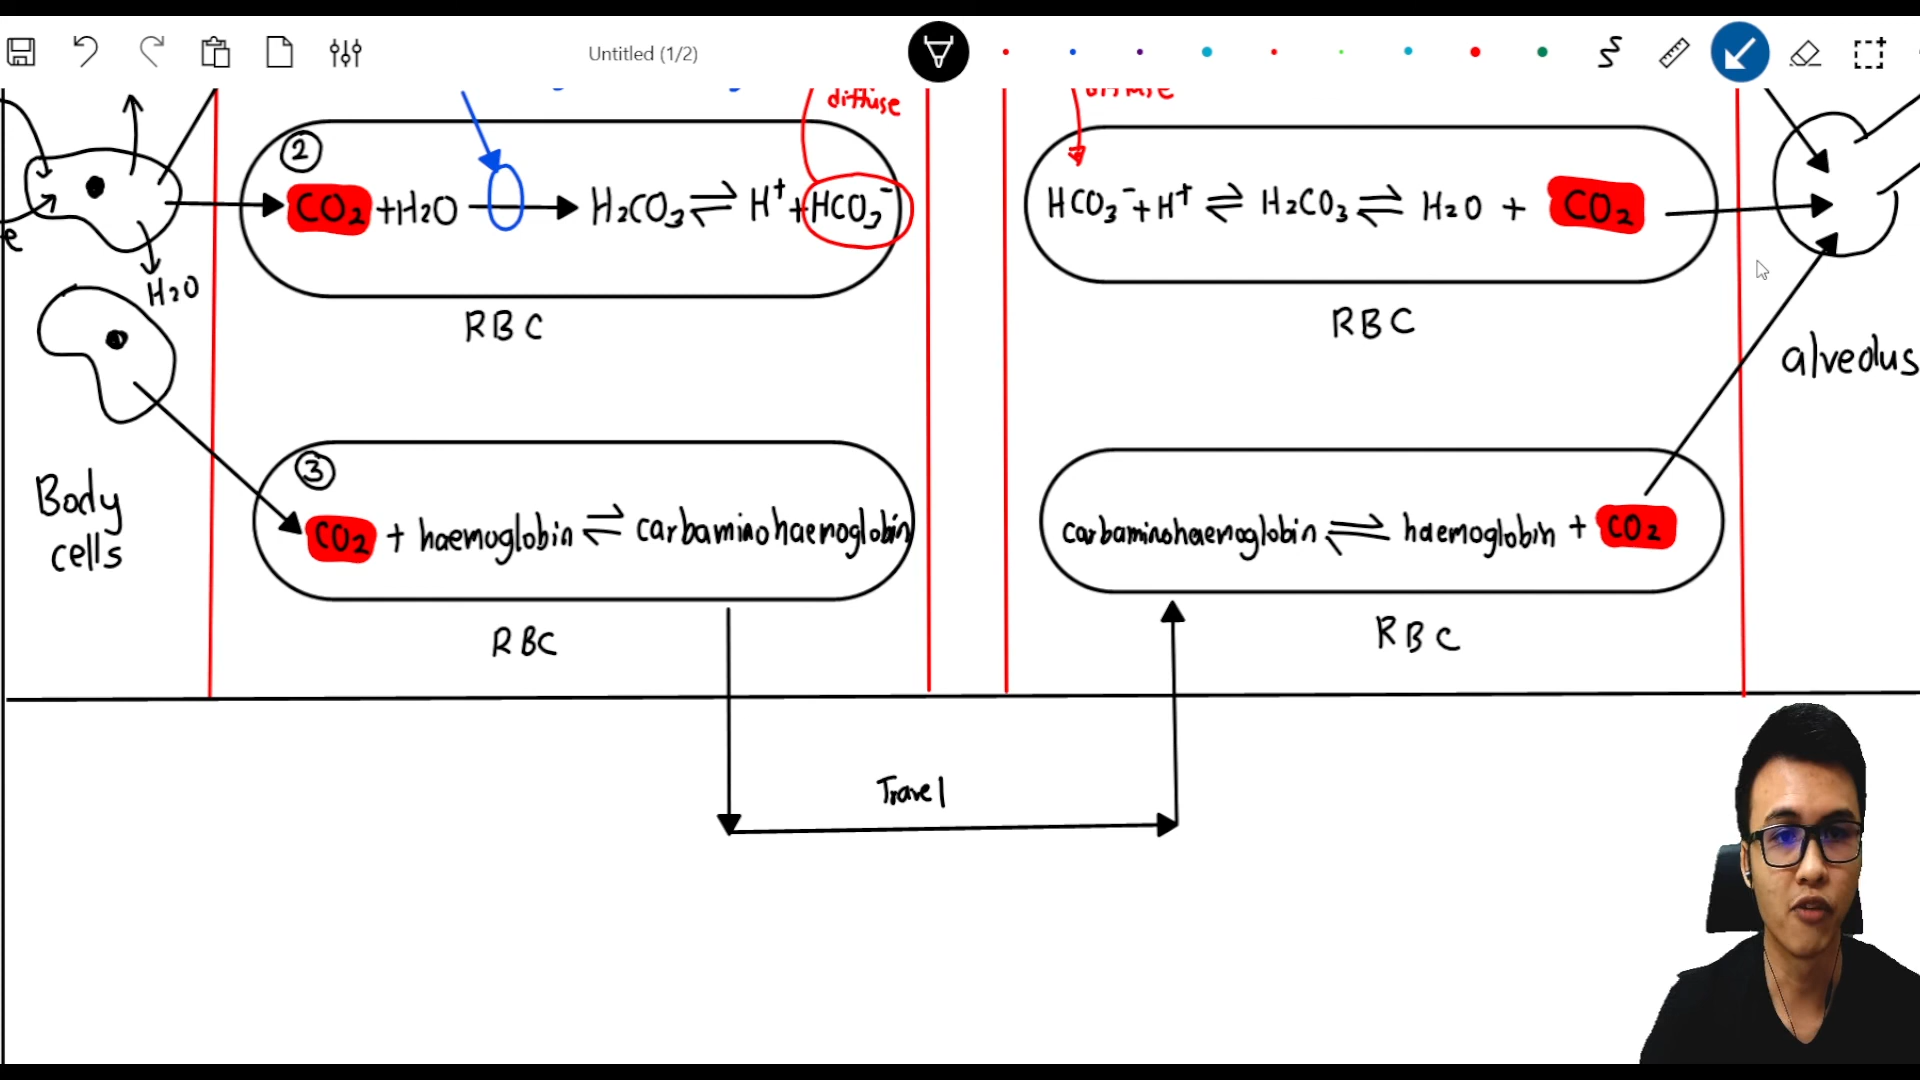 Untitled (1/2)
diffuse
②
CO₂ + H₂O → H₂CO₃ ⇌ H⁺ + HCO₃⁻
HCO₃⁻ + H⁺ ⇌ H₂CO₃ ⇌ H₂O + CO₂
e
H₂O
RBC
RBC
alveolus
③
Body
cells
CO₂ + haemoglobin ⇌ carbaminohaemoglobin
carbaminohaemoglobin ⇌ haemoglobin + CO₂
RBC
RBC
Travel